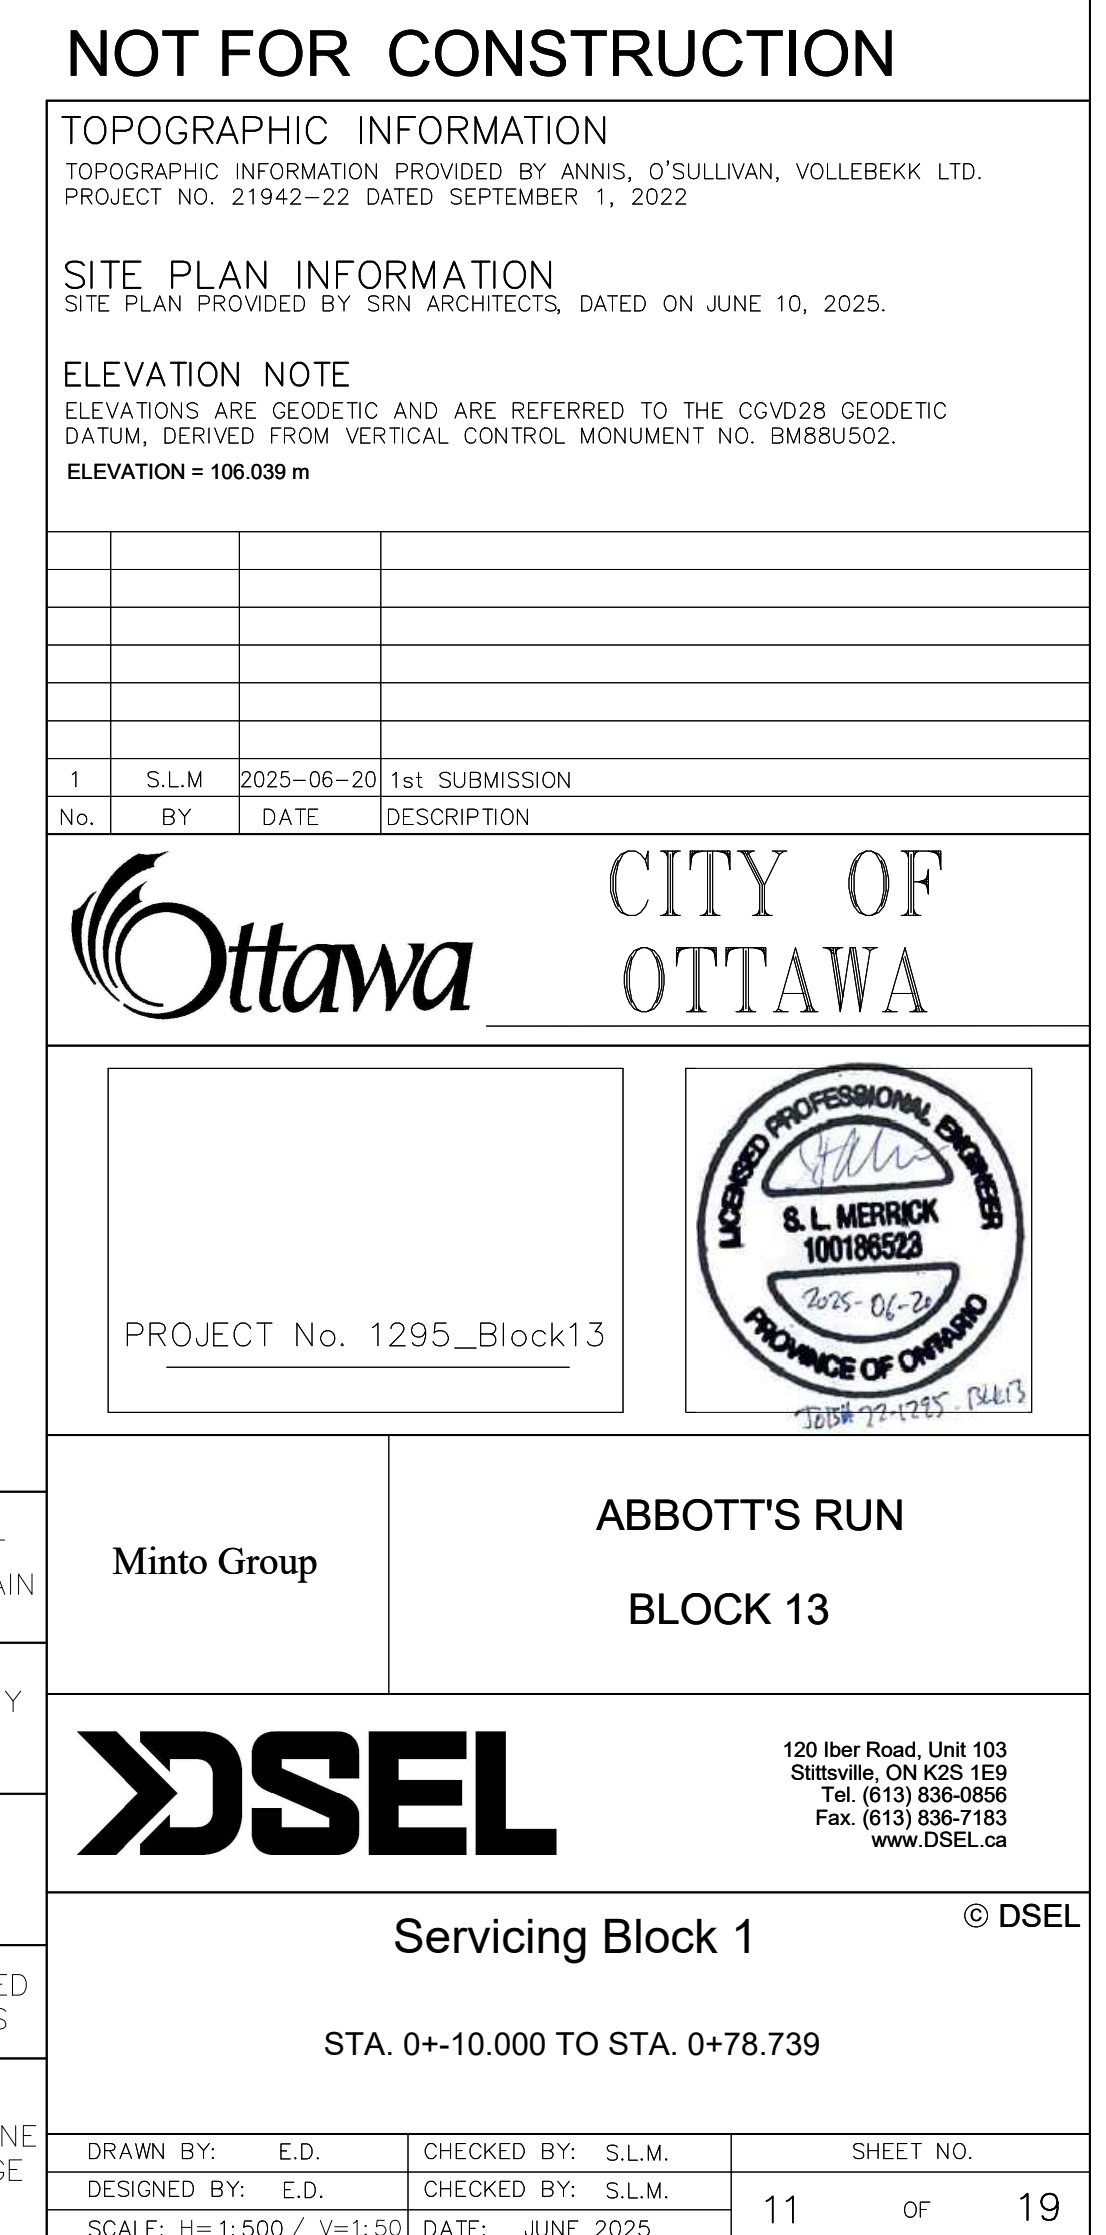 NOT FOR CONSTRUCTION
TOPOGRAPHIC INFORMATION
TOPOGRAPHIC INFORMATION PROVIDED BY ANNIS, O'SULLIVAN, VOLLEBEKK LTD.
PROJECT NO. 21942-22 DATED SEPTEMBER 1, 2022
SITE PLAN INFORMATION
SITE PLAN PROVIDED BY SRN ARCHITECTS, DATED ON JUNE 10, 2025.
ELEVATION NOTE
ELEVATIONS ARE GEODETIC AND ARE REFERRED TO THE CGVD28 GEODETIC
DATUM, DERIVED FROM VERTICAL CONTROL MONUMENT NO. BM88U502.
ELEVATION = 106.039 m
1 S.L.M 2025-06-20 1st SUBMISSION
No. BY DATE DESCRIPTION
Ottawa
CITY OF
OTTAWA
PROJECT No. 1295_Block13
LICENSED PROFESSIONAL ENGINEER
S. L. MERRICK
100186523
2025-06-20
PROVINCE OF ONTARIO
JOB# 22-1295-BLK13
Minto Group
ABBOTT'S RUN
BLOCK 13
DSEL
120 Iber Road, Unit 103
Stittsville, ON K2S 1E9
Tel. (613) 836-0856
Fax. (613) 836-7183
www.DSEL.ca
© DSEL
Servicing Block 1
STA. 0+-10.000 TO STA. 0+78.739
DRAWN BY: E.D. CHECKED BY: S.L.M. SHEET NO.
DESIGNED BY: E.D. CHECKED BY: S.L.M.
11 OF 19
SCALE: H=1:500 / V=1:50 DATE: JUNE 2025